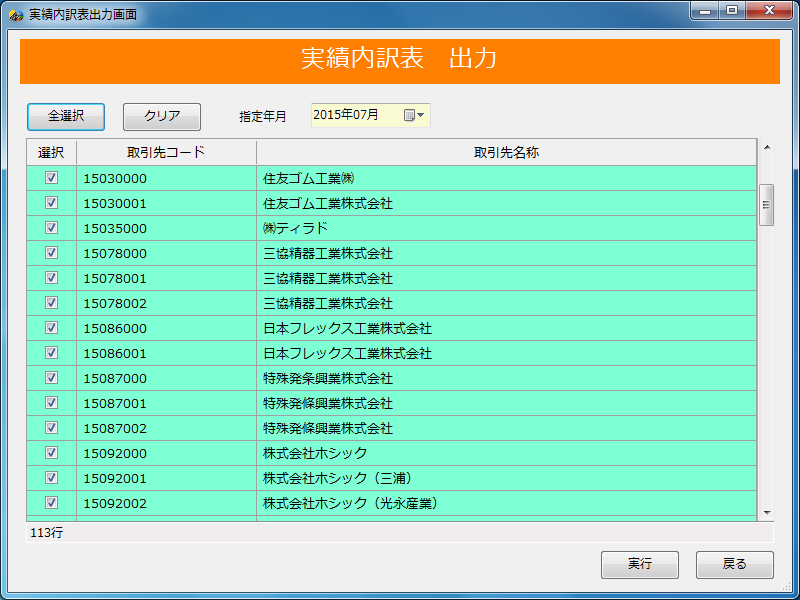 実績内訳表出力画面
実績内訳表　出力
全選択 クリア 指定年月 2015年07月
選択 取引先コード 取引先名称
15030000 住友ゴム工業㈱
15030001 住友ゴム工業株式会社
15035000 ㈱ティラド
15078000 三協精器工業株式会社
15078001 三協精器工業株式会社
15078002 三協精器工業株式会社
15086000 日本フレックス工業株式会社
15086001 日本フレックス工業株式会社
15087000 特殊発条興業株式会社
15087001 特殊発條興業株式会社
15087002 特殊発條興業株式会社
15092000 株式会社ホシック
15092001 株式会社ホシック（三浦）
15092002 株式会社ホシック（光永産業）
113行
実行 戻る